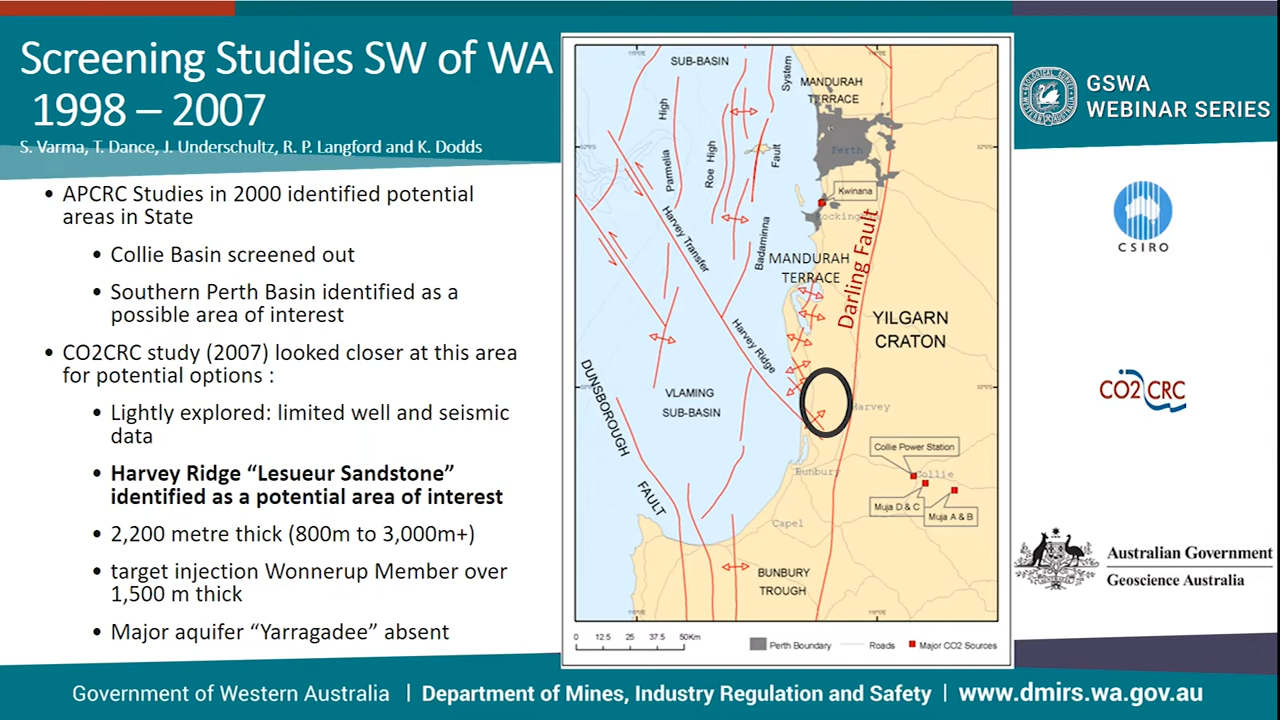 Screening Studies SW of WA
1998 – 2007
S. Varma, T. Dance, J. Underschultz, R. P. Langford and K. Dodds
• APCRC Studies in 2000 identified potential
areas in State
• Collie Basin screened out
• Southern Perth Basin identified as a
possible area of interest
• CO2CRC study (2007) looked closer at this area
for potential options :
• Lightly explored: limited well and seismic
data
• Harvey Ridge “Lesueur Sandstone”
identified as a potential area of interest
• 2,200 metre thick (800m to 3,000m+)
• target injection Wonnerup Member over
1,500 m thick
• Major aquifer “Yarragadee” absent
SUB-BASIN
System
MANDURAH
TERRACE
High
Parmelia
Roe High
Fault
Perth
Kwinana
Harvey Transfer
Badaminna
Darling Fault
MANDURAH
TERRACE
YILGARN
CRATON
Harvey Ridge
DUNSBOROUGH
FAULT
VLAMING
SUB-BASIN
Harvey
Collie Power Station
Collie
Bunbury
Muja D & C
Muja A & B
Capel
BUNBURY
TROUGH
0 12.5 25 37.5 50Km
Perth Boundary
Roads
Major CO2 Sources
GSWA
WEBINAR SERIES
CSIRO
CO2CRC
Australian Government
Geoscience Australia
Government of Western Australia | Department of Mines, Industry Regulation and Safety | www.dmirs.wa.gov.au